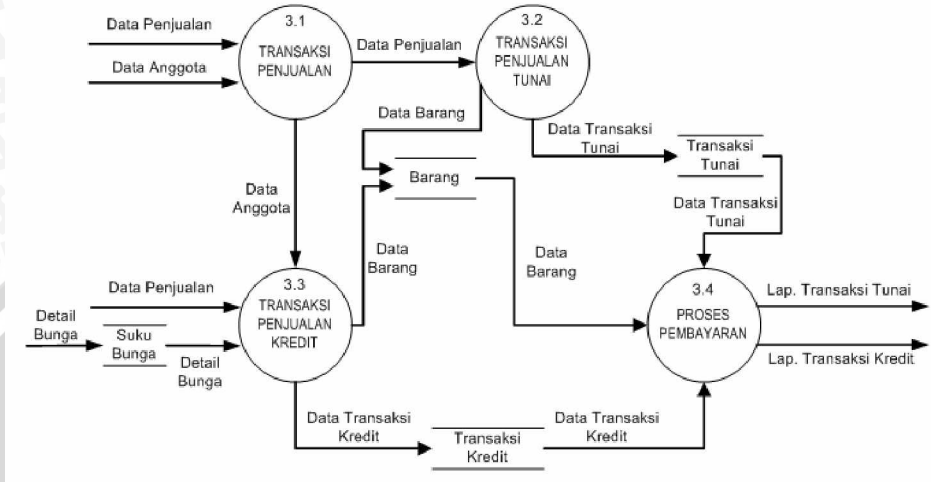 Data Penjualan
Data Anggota
3.1
TRANSAKSI
PENJUALAN
Data Penjualan
3.2
TRANSAKSI
PENJUALAN
TUNAI
Data Barang
Data Transaksi
Tunai
Transaksi
Tunai
Barang
Data
Anggota
Data Transaksi
Tunai
Data
Barang
Data
Barang
Data Penjualan
3.3
TRANSAKSI
PENJUALAN
KREDIT
3.4
PROSES
PEMBAYARAN
Lap. Transaksi Tunai
Lap. Transaksi Kredit
Detail
Bunga
Suku
Bunga
Detail
Bunga
Data Transaksi
Kredit
Transaksi
Kredit
Data Transaksi
Kredit